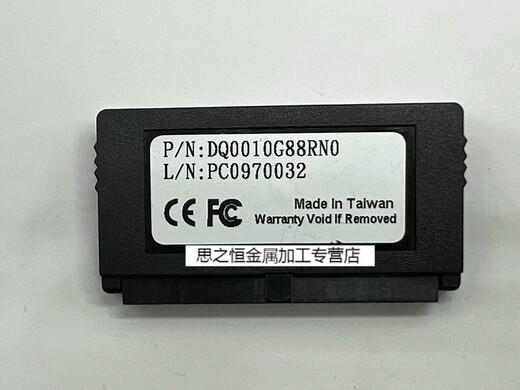 P/N:DQ0010G88RN0
L/N:PC0970032
CE FC
Made In Taiwan
Warranty Void If Removed
思之恒金属加工专营店